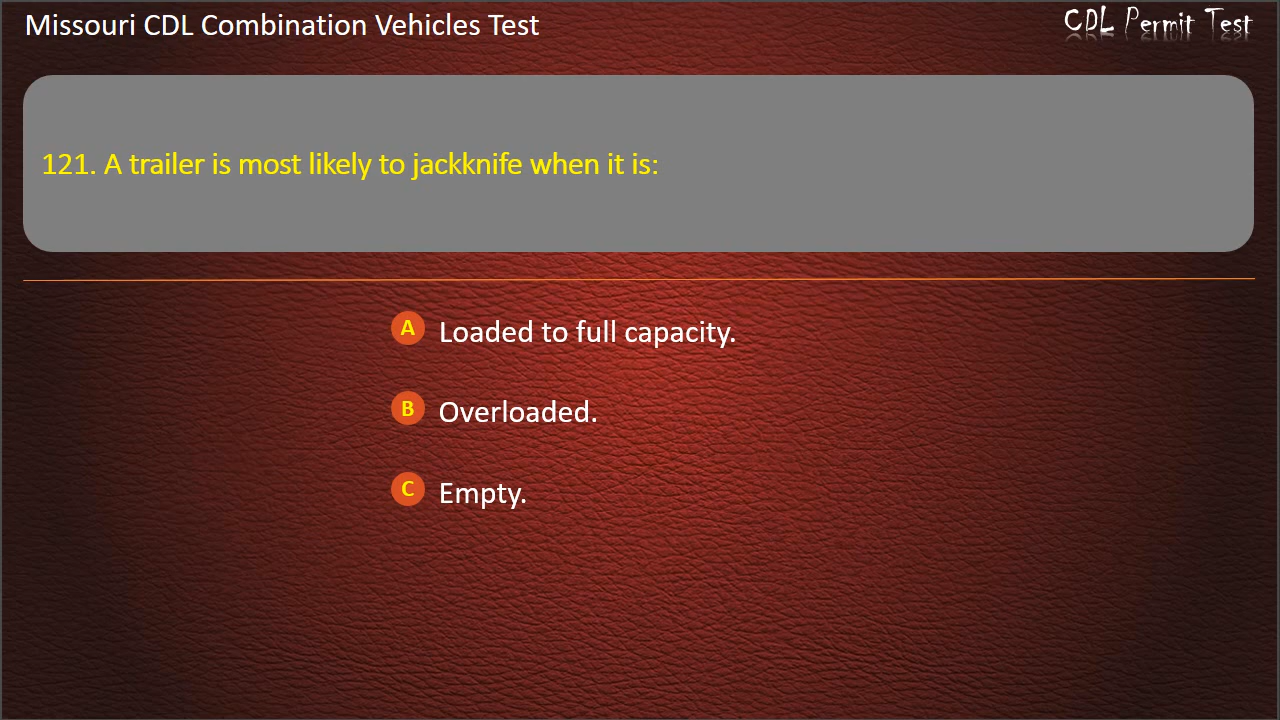 Missouri CDL Combination Vehicles Test
CDL Permit Test
121. A trailer is most likely to jackknife when it is:
A Loaded to full capacity.
B Overloaded.
C Empty.